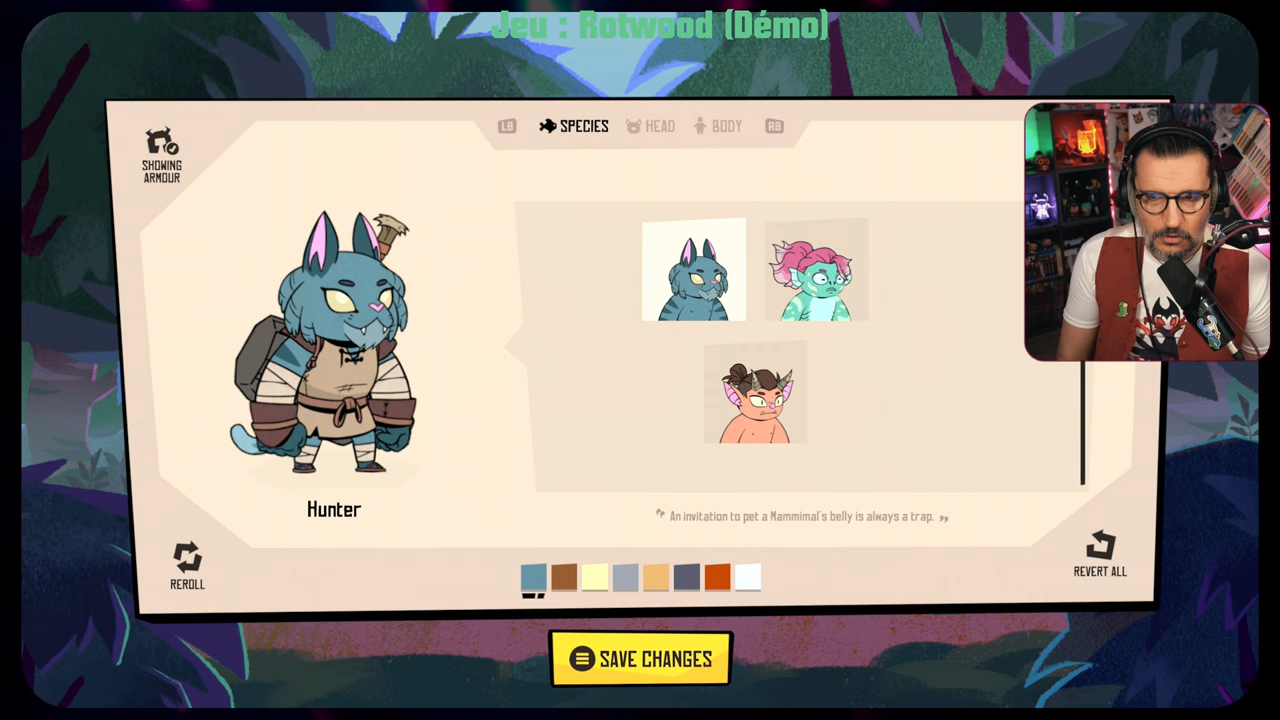 Jeu : Rotwood (Démo)
LB SPECIES HEAD BODY RB
SHOWING
ARMOUR
Hunter
" An invitation to pet a Mammimal's belly is always a trap. "
REROLL
REVERT ALL
SAVE CHANGES